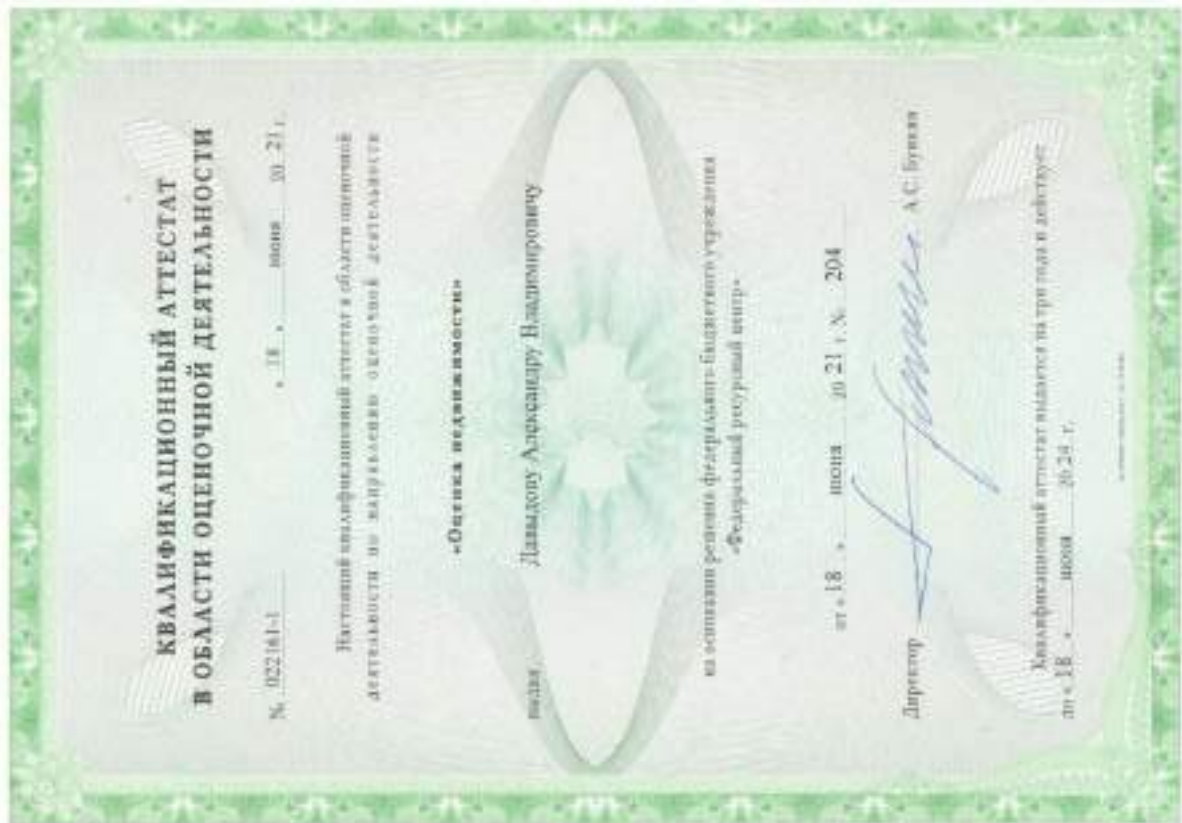 КВАЛИФИКАЦИОННЫЙ АТТЕСТАТ
В ОБЛАСТИ ОЦЕНОЧНОЙ ДЕЯТЕЛЬНОСТИ
№ 022161-1 « 18 » июня 20 21 г.
Настоящий квалификационный аттестат в области оценочной
деятельности по направлению оценочной деятельности
«Оценка недвижимости»
выдан Давыдову Александру Владимировичу
на основании решения федерального бюджетного учреждения
«Федеральный ресурсный центр»
от « 18 » июня 20 21 г. № 204
Директор А.С. Бункин
Квалификационный аттестат выдается на три года и действует
до « 18 » июня 20 24 г.